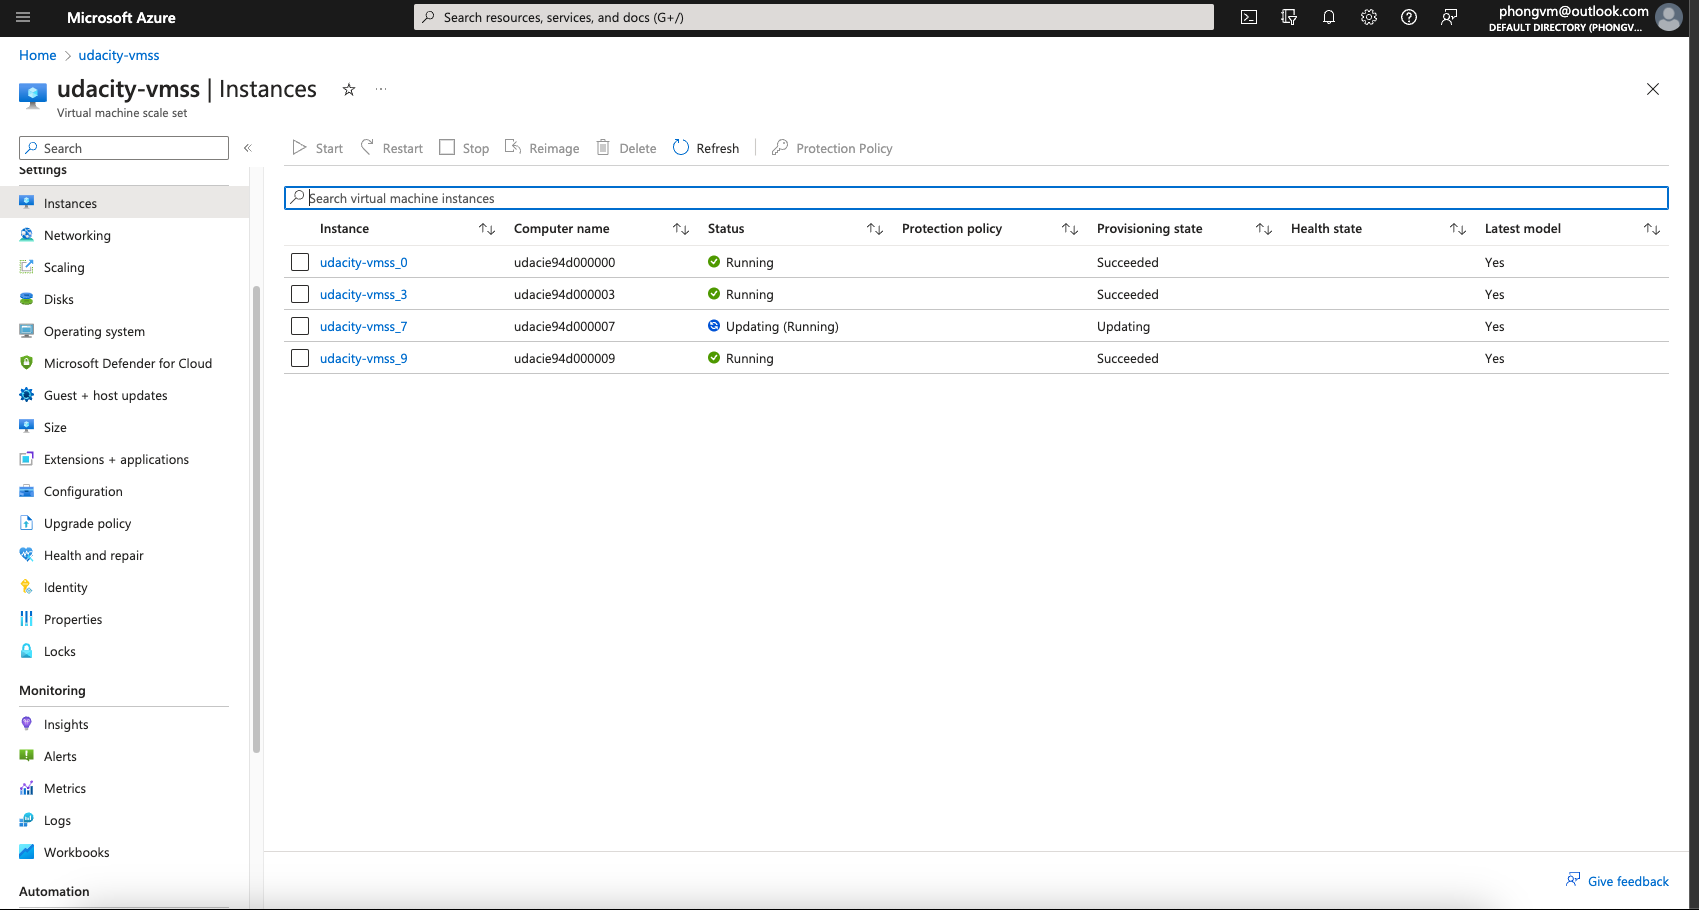 Microsoft Azure
Search resources, services, and docs (G+/)
phongvm@outlook.com
DEFAULT DIRECTORY (PHONGV...
Home > udacity-vmss
udacity-vmss | Instances
Virtual machine scale set
Search
Start Restart Stop Reimage Delete Refresh Protection Policy
Settings
Instances
Networking
Scaling
Disks
Operating system
Microsoft Defender for Cloud
Guest + host updates
Size
Extensions + applications
Configuration
Upgrade policy
Health and repair
Identity
Properties
Locks
Monitoring
Insights
Alerts
Metrics
Logs
Workbooks
Automation
Search virtual machine instances
Instance Computer name Status Protection policy Provisioning state Health state Latest model
udacity-vmss_0 udacie94d000000 Running Succeeded Yes
udacity-vmss_3 udacie94d000003 Running Succeeded Yes
udacity-vmss_7 udacie94d000007 Updating (Running) Updating Yes
udacity-vmss_9 udacie94d000009 Running Succeeded Yes
Give feedback